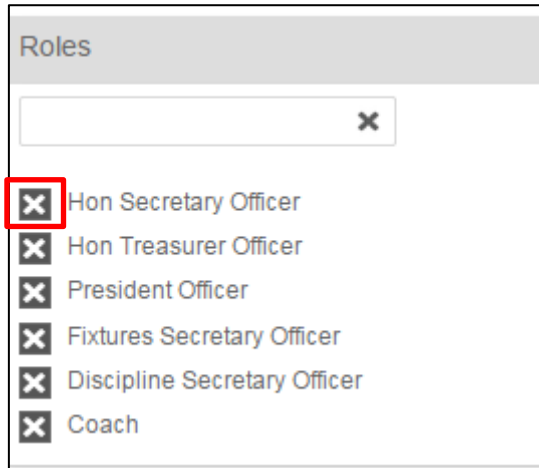 Roles
Hon Secretary Officer
Hon Treasurer Officer
President Officer
Fixtures Secretary Officer
Discipline Secretary Officer
Coach